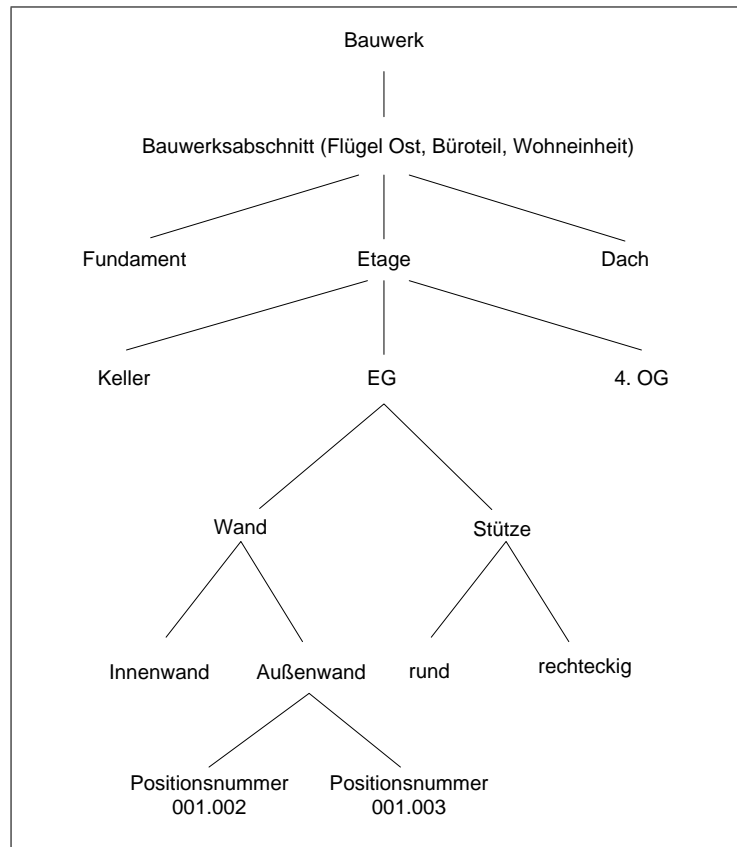 Bauwerk
Bauwerksabschnitt (Flügel Ost, Büroteil, Wohneinheit)
Fundament
Etage
Dach
Keller
EG
4. OG
Wand
Stütze
Innenwand
Außenwand
rund
rechteckig
Positionsnummer
001.002
Positionsnummer
001.003